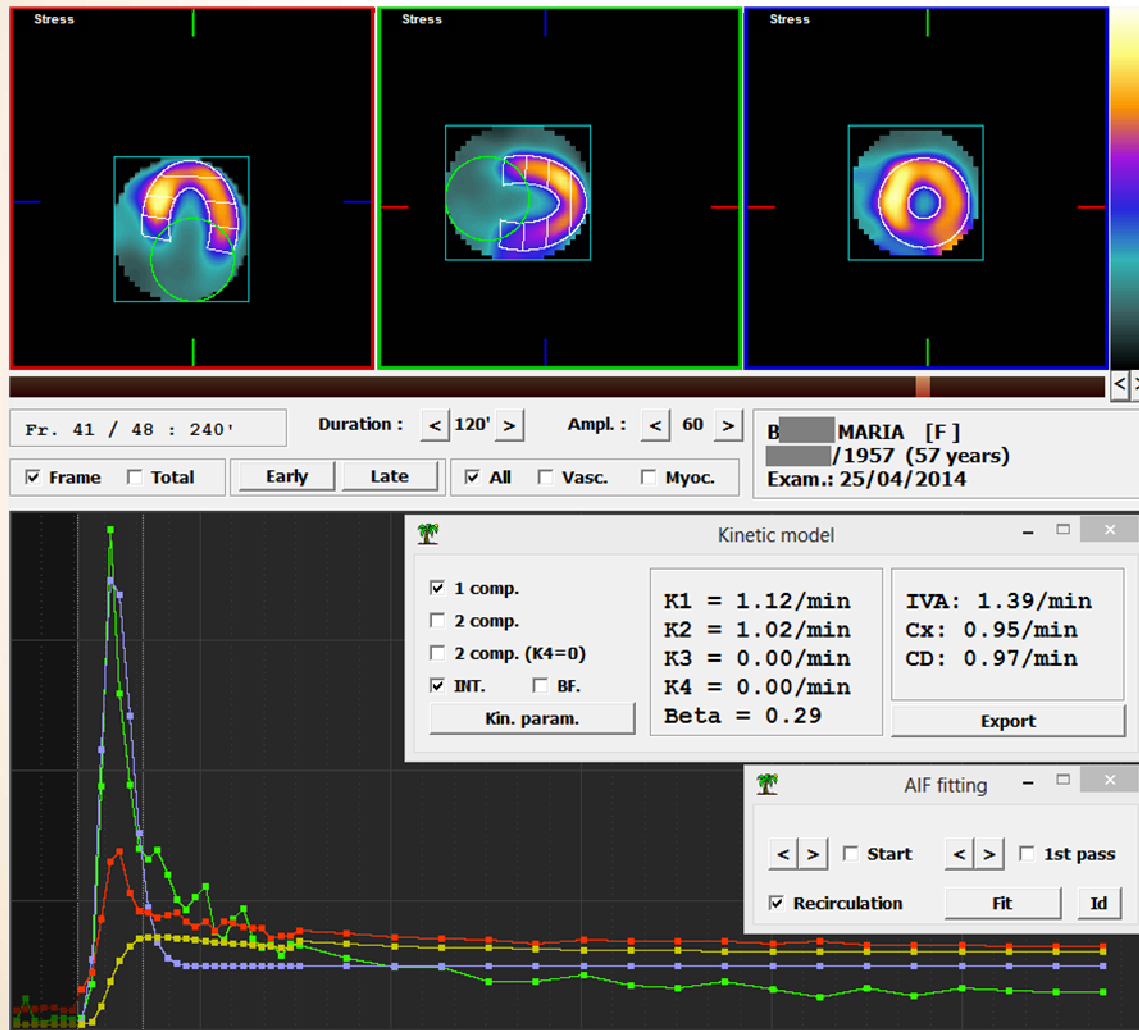 Stress
Stress
Stress
< >
Fr. 41 / 48 : 240'
Duration : < 120' >
Ampl. : < 60 >
Frame Total
Early Late
All Vasc. Myoc.
B MARIA [F]
/1957 (57 years)
Exam.: 25/04/2014
Kinetic model
1 comp.
2 comp.
2 comp. (K4=0)
INT. BF.
Kin. param.
K1 = 1.12/min
K2 = 1.02/min
K3 = 0.00/min
K4 = 0.00/min
Beta = 0.29
IVA: 1.39/min
Cx: 0.95/min
CD: 0.97/min
Export
AIF fitting
< > Start < > 1st pass
Recirculation Fit Id